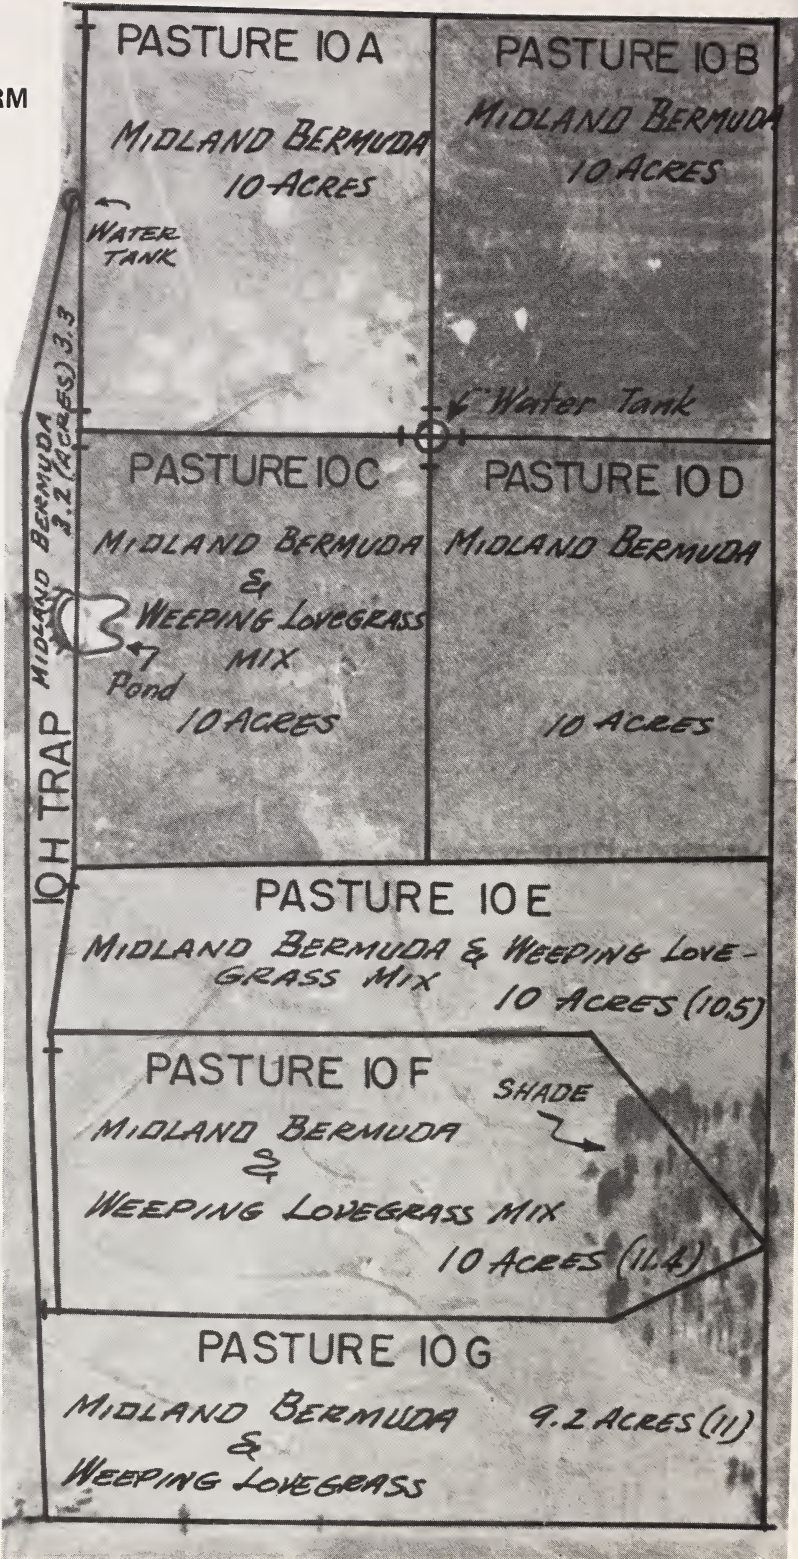 RM
PASTURE 10A
MIDLAND BERMUDA
10 ACRES
WATER
TANK
PASTURE 10B
MIDLAND BERMUDA
10 ACRES
Water Tank
PASTURE 10C
MIDLAND BERMUDA
&
WEEPING LOVEGRASS
MIX
Pond
10 ACRES
PASTURE 10D
MIDLAND BERMUDA
10 ACRES
10H TRAP
MIDLAND BERMUDA
3.2 (ACRES) 3.3
PASTURE 10E
MIDLAND BERMUDA & WEEPING LOVE-
GRASS MIX
10 ACRES (10.5)
PASTURE 10F
SHADE
MIDLAND BERMUDA
&
WEEPING LOVEGRASS MIX
10 ACRES (11.4)
PASTURE 10G
MIDLAND BERMUDA
&
WEEPING LOVEGRASS
9.2 ACRES (11)